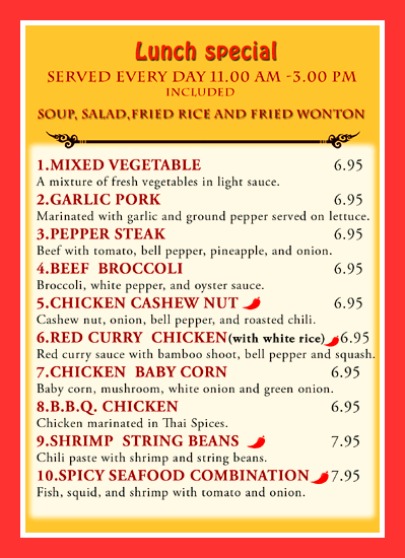 Lunch special
SERVED EVERY DAY 11.00 AM -3.00 PM
INCLUDED
SOUP, SALAD,FRIED RICE AND FRIED WONTON
1.MIXED VEGETABLE 6.95
A mixture of fresh vegetables in light sauce.
2.GARLIC PORK 6.95
Marinated with garlic and ground pepper served on lettuce.
3.PEPPER STEAK 6.95
Beef with tomato, bell pepper, pineapple, and onion.
4.BEEF BROCCOLI 6.95
Broccoli, white pepper, and oyster sauce.
5.CHICKEN CASHEW NUT 6.95
Cashew nut, onion, bell pepper, and roasted chili.
6.RED CURRY CHICKEN(with white rice) 6.95
Red curry sauce with bamboo shoot, bell pepper and squash.
7.CHICKEN BABY CORN 6.95
Baby corn, mushroom, white onion and green onion.
8.B.B.Q. CHICKEN 6.95
Chicken marinated in Thai Spices.
9.SHRIMP STRING BEANS 7.95
Chili paste with shrimp and string beans.
10.SPICY SEAFOOD COMBINATION 7.95
Fish, squid, and shrimp with tomato and onion.